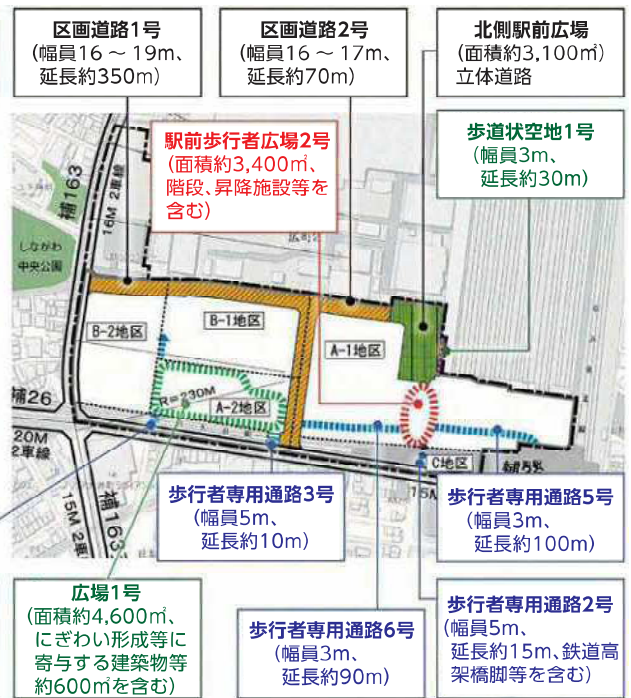 区画道路1号
(幅員16～19m、
延長約350m)
区画道路2号
(幅員16～17m、
延長約70m)
北側駅前広場
(面積約3,100㎡)
立体道路
駅前歩行者広場2号
(面積約3,400㎡、
階段、昇降施設等を
含む)
歩道状空地1号
(幅員3m、
延長約30m)
補163
16M 2車線
しながわ
中央公園
B-2地区
B-1地区
A-1地区
R=230M
A-2地区
補26
20M
2車線
C地区
15M 2車
補163
15M
歩行者専用通路3号
(幅員5m、
延長約10m)
歩行者専用通路5号
(幅員3m、
延長約100m)
広場1号
(面積約4,600㎡、
にぎわい形成等に
寄与する建築物等
約600㎡を含む)
歩行者専用通路6号
(幅員3m、
延長約90m)
歩行者専用通路2号
(幅員5m、
延長約15m、鉄道高
架橋脚等を含む)